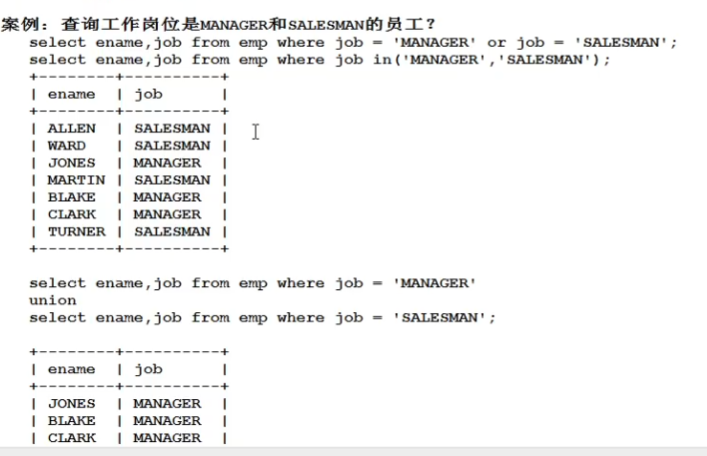 案例：查询工作岗位是MANAGER和SALESMAN的员工？
select ename,job from emp where job = 'MANAGER' or job = 'SALESMAN';
select ename,job from emp where job in('MANAGER','SALESMAN');
+--------+----------+
| ename  | job      |
+--------+----------+
| ALLEN  | SALESMAN |
| WARD   | SALESMAN |
| JONES  | MANAGER  |
| MARTIN | SALESMAN |
| BLAKE  | MANAGER  |
| CLARK  | MANAGER  |
| TURNER | SALESMAN |
+--------+----------+
select ename,job from emp where job = 'MANAGER'
union
select ename,job from emp where job = 'SALESMAN';
+--------+----------+
| ename  | job      |
+--------+----------+
| JONES  | MANAGER  |
| BLAKE  | MANAGER  |
| CLARK  | MANAGER  |